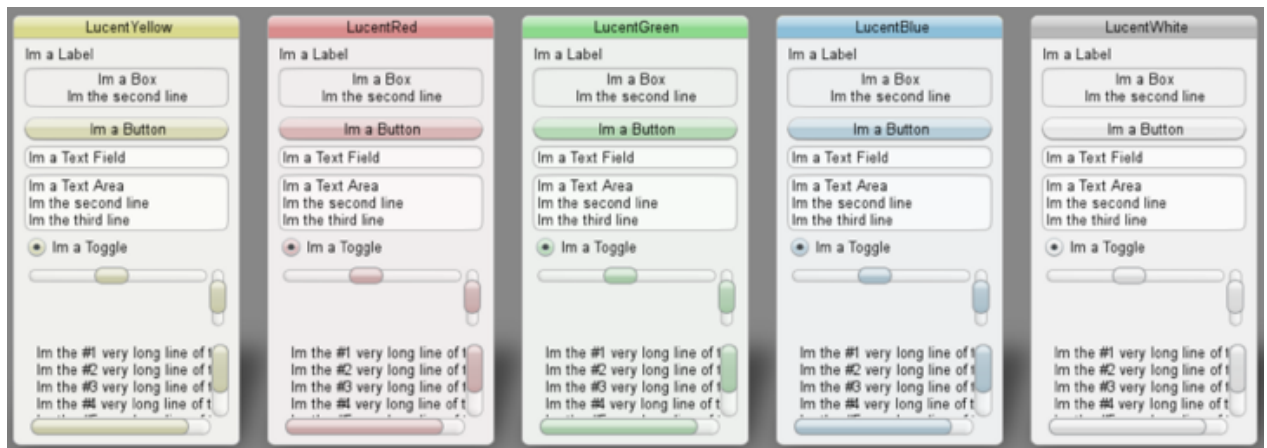 LucentYellow
Im a Label
Im a Box
Im the second line
Im a Button
Im a Text Field
Im a Text Area
Im the second line
Im the third line
Im a Toggle
Im the #1 very long line of t
Im the #2 very long line of
Im the #3 very long line of
Im the #4 very long line of
LucentRed
Im a Label
Im a Box
Im the second line
Im a Button
Im a Text Field
Im a Text Area
Im the second line
Im the third line
Im a Toggle
Im the #1 very long line of t
Im the #2 very long line of
Im the #3 very long line of
Im the #4 very long line of
LucentGreen
Im a Label
Im a Box
Im the second line
Im a Button
Im a Text Field
Im a Text Area
Im the second line
Im the third line
Im a Toggle
Im the #1 very long line of t
Im the #2 very long line of
Im the #3 very long line of
Im the #4 very long line of
LucentBlue
Im a Label
Im a Box
Im the second line
Im a Button
Im a Text Field
Im a Text Area
Im the second line
Im the third line
Im a Toggle
Im the #1 very long line of t
Im the #2 very long line of
Im the #3 very long line of
Im the #4 very long line of
LucentWhite
Im a Label
Im a Box
Im the second line
Im a Button
Im a Text Field
Im a Text Area
Im the second line
Im the third line
Im a Toggle
Im the #1 very long line of t
Im the #2 very long line of
Im the #3 very long line of
Im the #4 very long line of